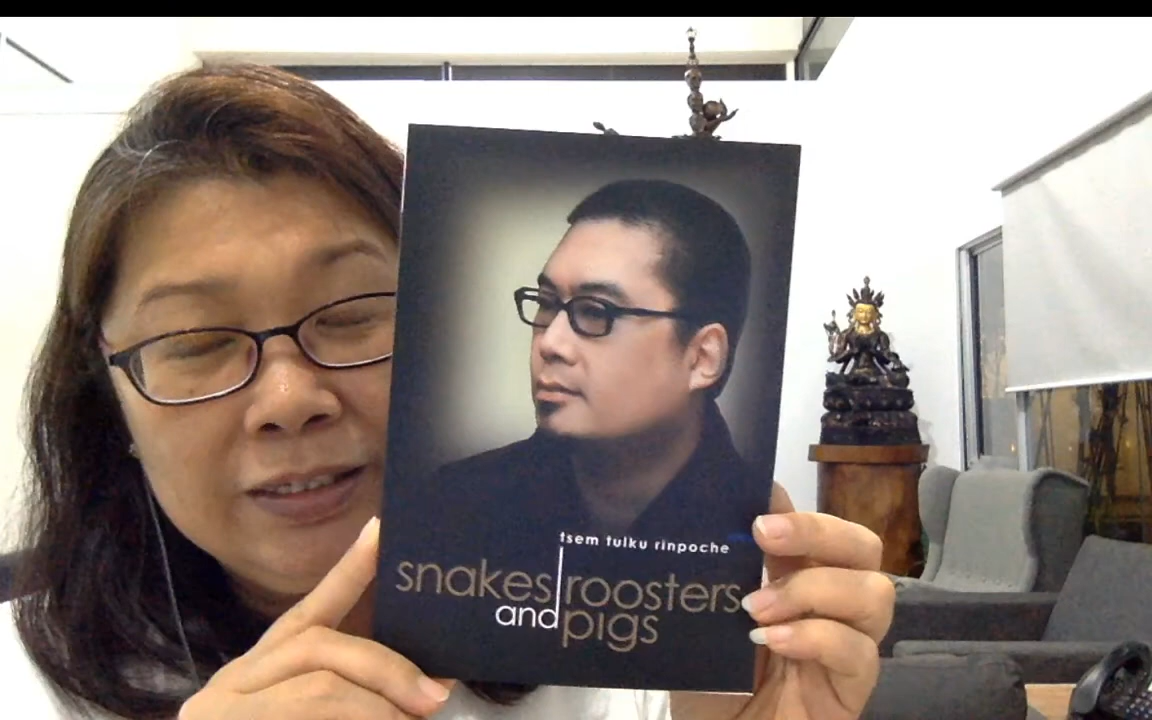 tsem tulku rinpoche
snakes roosters
and pigs